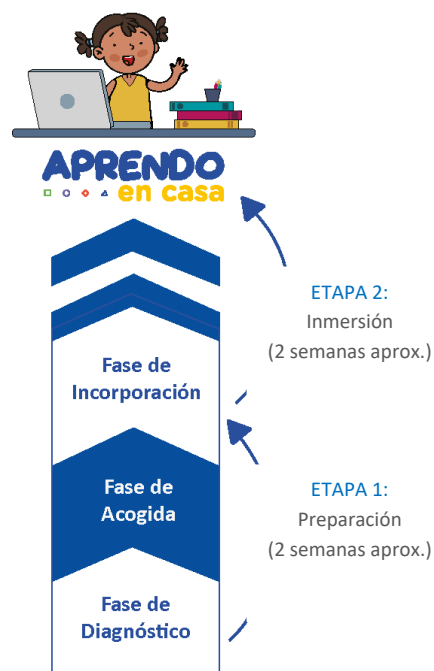 APRENDO
en casa
ETAPA 2:
Inmersión
(2 semanas aprox.)
Fase de
Incorporación
ETAPA 1:
Preparación
(2 semanas aprox.)
Fase de
Acogida
Fase de
Diagnóstico